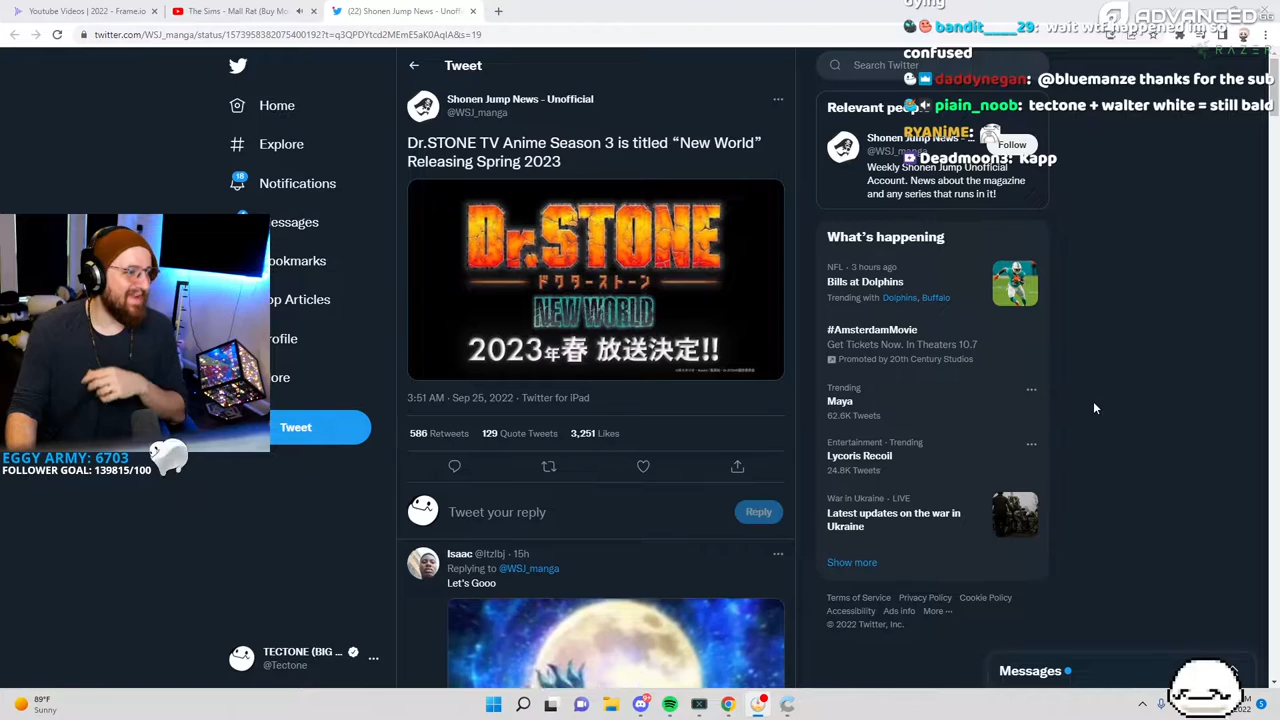 Youtube Videos | 2022 - Frame.io
The Sims - Mall Rat (Buy Mo
(22) Shonen Jump News - Unoff
twitter.com/WSJ_manga/
Tweet
Home
Explore
18
Notifications
Messages
ookmarks
op Articles
rofile
ore
Tweet
TECTONE (BIG ...
@Tectone
EGGY ARMY: 6703
FOLLOWER GOAL: 139815/100
Shonen Jump News - Unofficial
@WSJ_manga
Dr.STONE TV Anime Season 3 is titled “New World”
Releasing Spring 2023
Dr.STONE
ドクターストーン
NEW WORLD
2023年春 放送決定!!
3:51 AM · Sep 25, 2022 · Twitter for iPad
586 Retweets 129 Quote Tweets 3,251 Likes
Tweet your reply
Reply
Isaac @Itzlbj · 15h
Replying to @WSJ_manga
Let's Gooo
ADVANCED GG
RAZER
dying
bandit____29: wait wtf happened im so
confused
daddynegan: @bluemanze thanks for the sub
piain_noob: tectone + walter white = still bald
RYANiME:
Deadmoon3: Kapp
Search Twitter
Relevant peop
Shonen Jump News - ...
@WSJ_manga
Follow
Weekly Shonen Jump Unofficial
Account. News about the magazine
and any series that runs in it!
What’s happening
NFL · 3 hours ago
Bills at Dolphins
Trending with Dolphins, Buffalo
#AmsterdamMovie
Get Tickets Now. In Theaters 10.7
Promoted by 20th Century Studios
Trending
Maya
62.6K Tweets
Entertainment · Trending
Lycoris Recoil
24.8K Tweets
War in Ukraine · LIVE
Latest updates on the war in
Ukraine
Show more
Terms of Service Privacy Policy Cookie Policy
Accessibility Ads info More ···
© 2022 Twitter, Inc.
Messages
89°F
Sunny